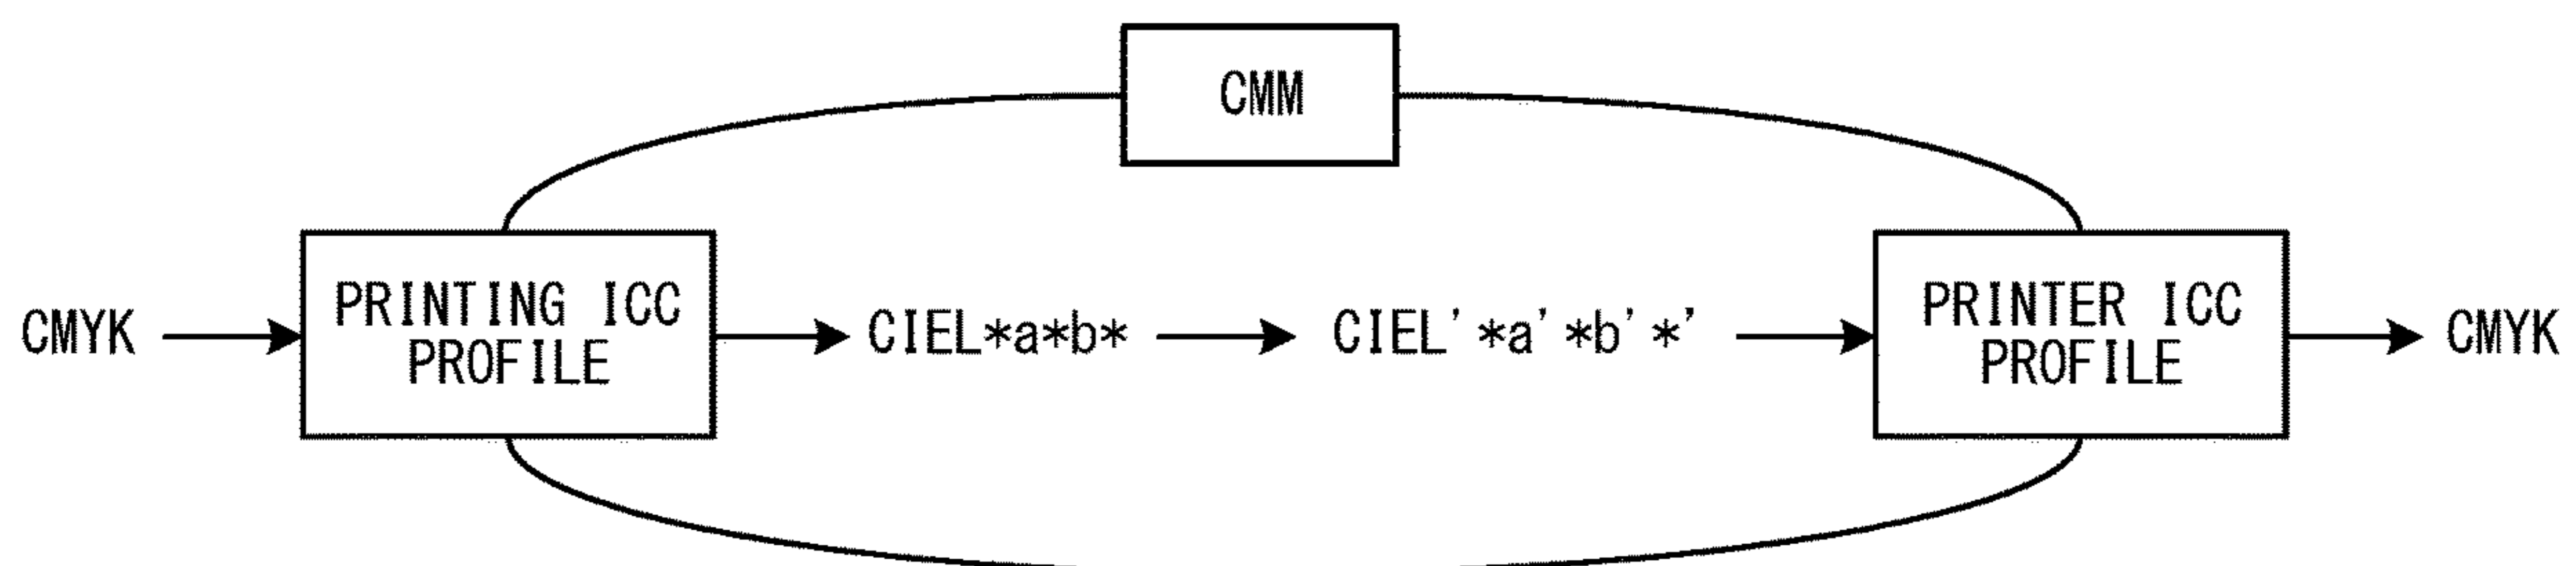 CMM
CMYK
PRINTING ICC
PROFILE
CIEL*a*b*
CIEL'*a'*b'*'
PRINTER ICC
PROFILE
CMYK